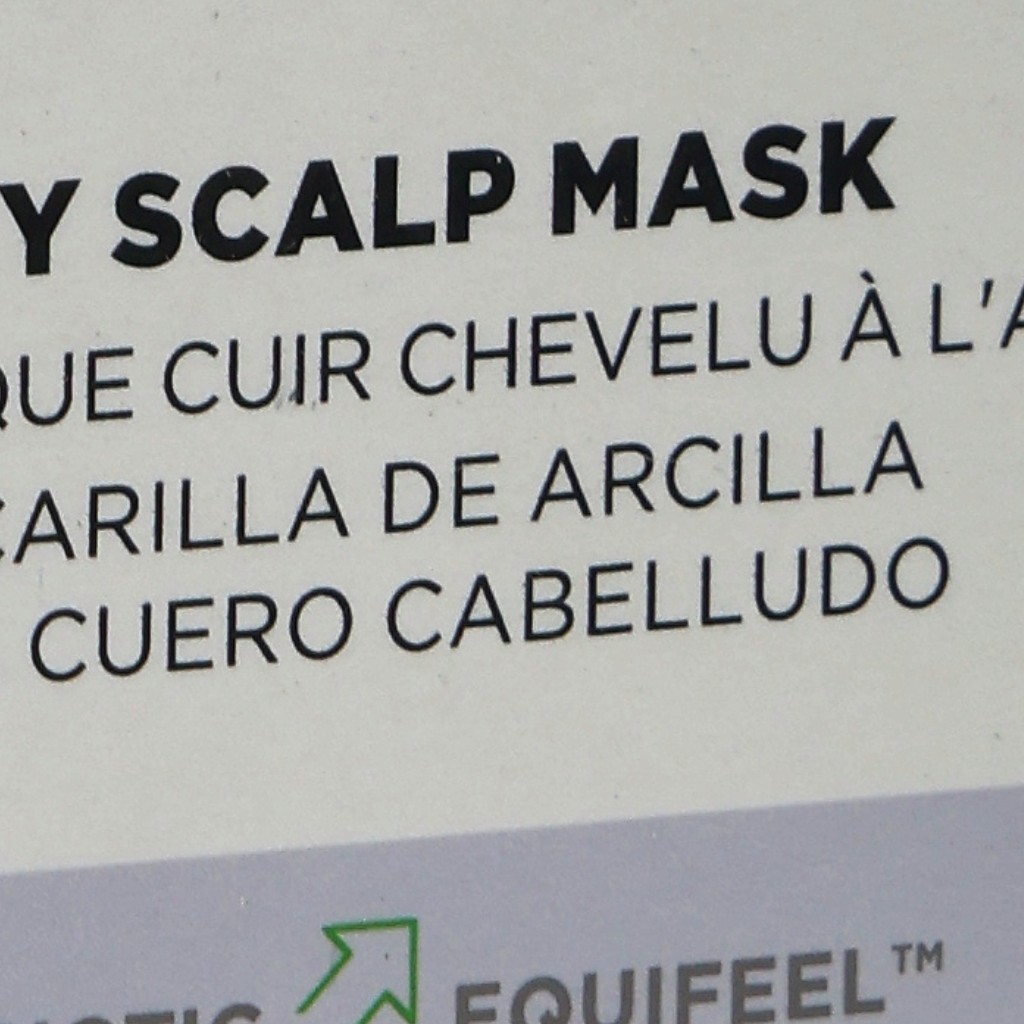 Y SCALP MASK
QUE CUIR CHEVELU À L'A
CARILLA DE ARCILLA
CUERO CABELLUDO
EQUIFEEL™